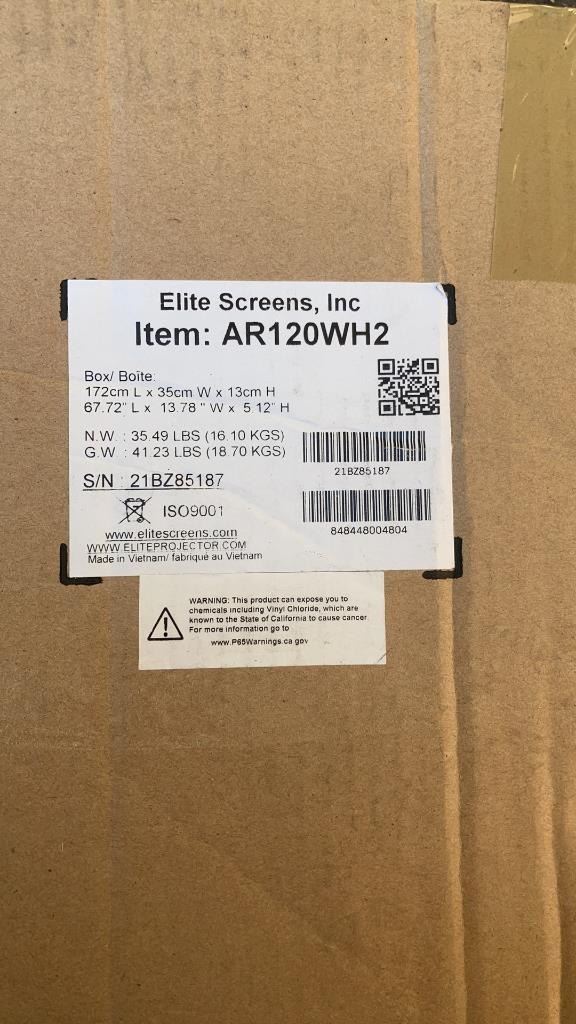 Elite Screens, Inc
Item: AR120WH2
Box/ Boîte:
172cm L x 35cm W x 13cm H
67.72" L x 13.78 " W x 5 12" H
N.W. : 35.49 LBS (16.10 KGS)
G.W. : 41.23 LBS (18.70 KGS)
S/N : 21BZ85187
21BZ85187
ISO9001
848448004804
www.elitescreens.com
WWW.ELITEPROJECTOR.COM
Made in Vietnam/ fabriqué au Vietnam
WARNING: This product can expose you to
chemicals including Vinyl Chloride, which are
known to the State of California to cause cancer
For more information go to
www.P65Warnings.ca.gov